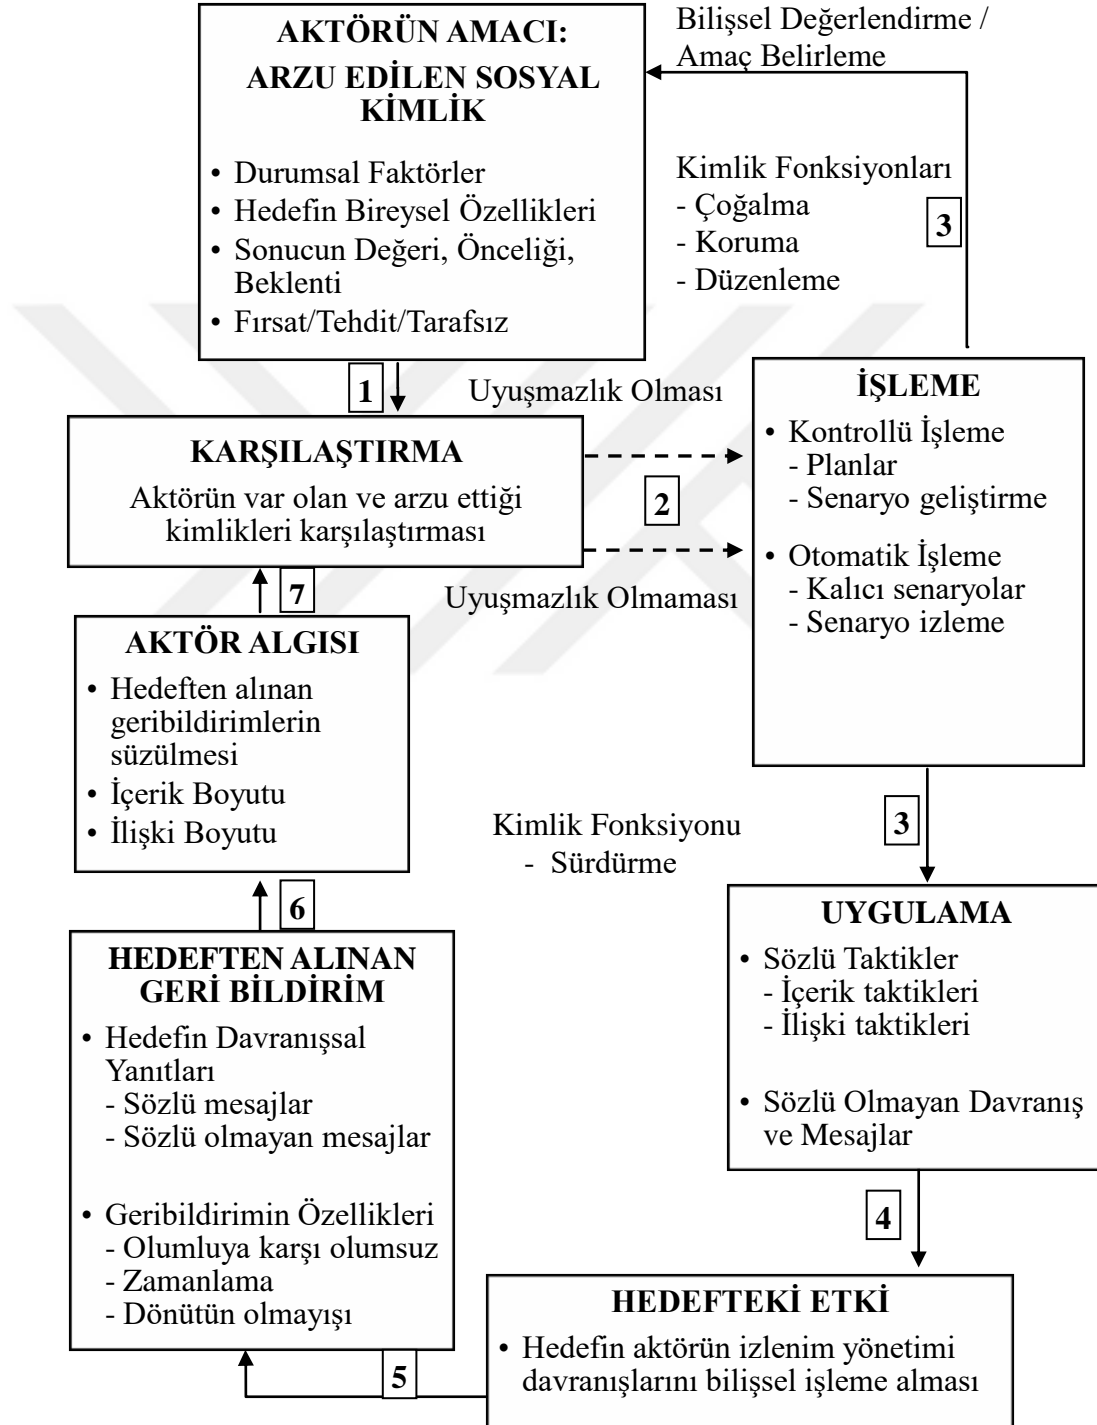 AKTÖRÜN AMACI:
ARZU EDİLEN SOSYAL
KİMLİK
• Durumsal Faktörler
• Hedefin Bireysel Özellikleri
• Sonucun Değeri, Önceliği,
Beklenti
• Fırsat/Tehdit/Tarafsız
Bilişsel Değerlendirme /
Amaç Belirleme
Kimlik Fonksiyonları
- Çoğalma
- Koruma
- Düzenleme
3
1
Uyuşmazlık Olması
KARŞILAŞTIRMA
Aktörün var olan ve arzu ettiği
kimlikleri karşılaştırması
2
Uyuşmazlık Olmaması
İŞLEME
• Kontrollü İşleme
- Planlar
- Senaryo geliştirme
• Otomatik İşleme
- Kalıcı senaryolar
- Senaryo izleme
7
AKTÖR ALGISI
• Hedeften alınan
geribildirimlerin
süzülmesi
• İçerik Boyutu
• İlişki Boyutu
Kimlik Fonksiyonu
- Sürdürme
3
6
UYGULAMA
• Sözlü Taktikler
- İçerik taktikleri
- İlişki taktikleri
• Sözlü Olmayan Davranış
ve Mesajlar
HEDEFTEN ALINAN
GERİ BİLDİRİM
• Hedefin Davranışsal
Yanıtları
- Sözlü mesajlar
- Sözlü olmayan mesajlar
• Geribildirimin Özellikleri
- Olumluya karşı olumsuz
- Zamanlama
- Dönütün olmayışı
4
HEDEFTEKİ ETKİ
• Hedefin aktörün izlenim yönetimi
davranışlarını bilişsel işleme alması
5